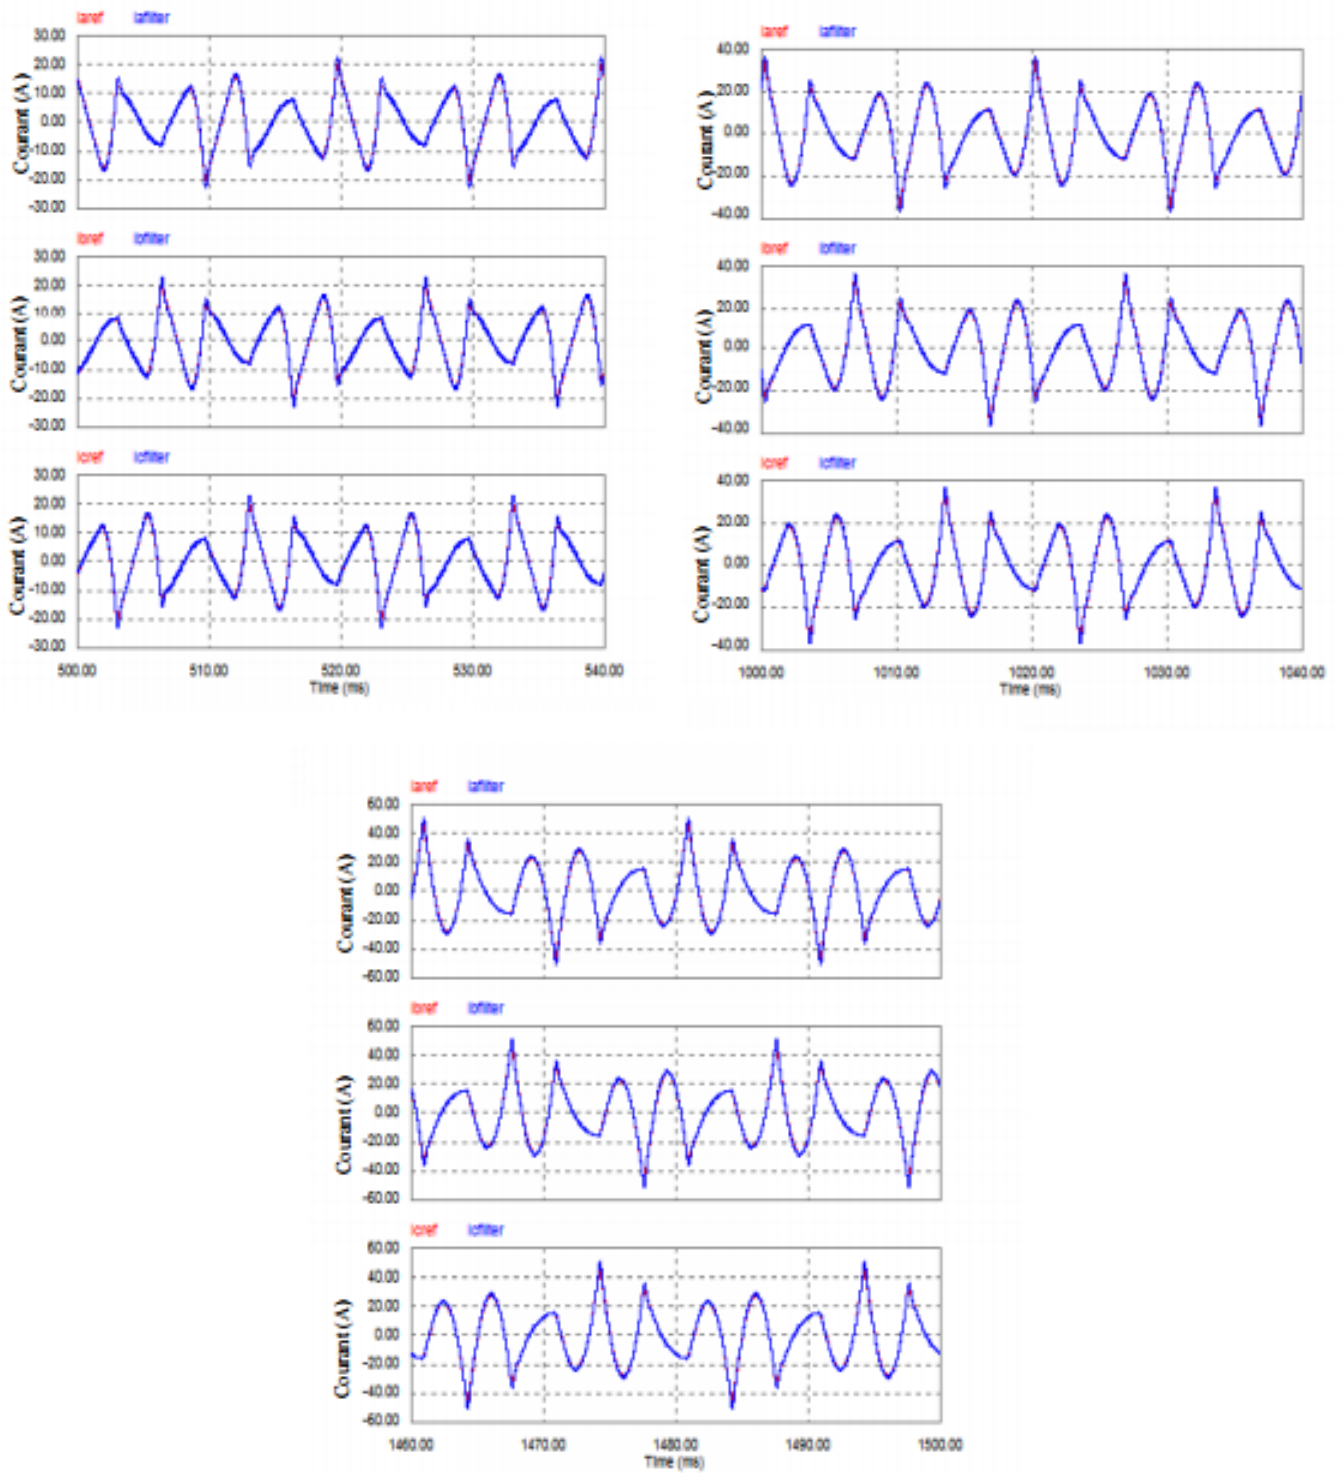 Iaref Iafilter
30.00
20.00
10.00
0.00
-10.00
-20.00
-30.00
Courant (A)
Ibref Ibfilter
30.00
20.00
10.00
0.00
-10.00
-20.00
-30.00
Courant (A)
Icref Icfilter
30.00
20.00
10.00
0.00
-10.00
-20.00
-30.00
Courant (A)
500.00 510.00 520.00 530.00 540.00
Time (ms)
Iaref Iafilter
40.00
20.00
0.00
-20.00
-40.00
Courant (A)
Ibref Ibfilter
40.00
20.00
0.00
-20.00
-40.00
Courant (A)
Icref Icfilter
40.00
20.00
0.00
-20.00
-40.00
Courant (A)
1000.00 1010.00 1020.00 1030.00 1040.00
Time (ms)
Iaref Iafilter
60.00
40.00
20.00
0.00
-20.00
-40.00
-60.00
Courant (A)
Ibref Ibfilter
60.00
40.00
20.00
0.00
-20.00
-40.00
-60.00
Courant (A)
Icref Icfilter
60.00
40.00
20.00
0.00
-20.00
-40.00
-60.00
Courant (A)
1460.00 1470.00 1480.00 1490.00 1500.00
Time (ms)